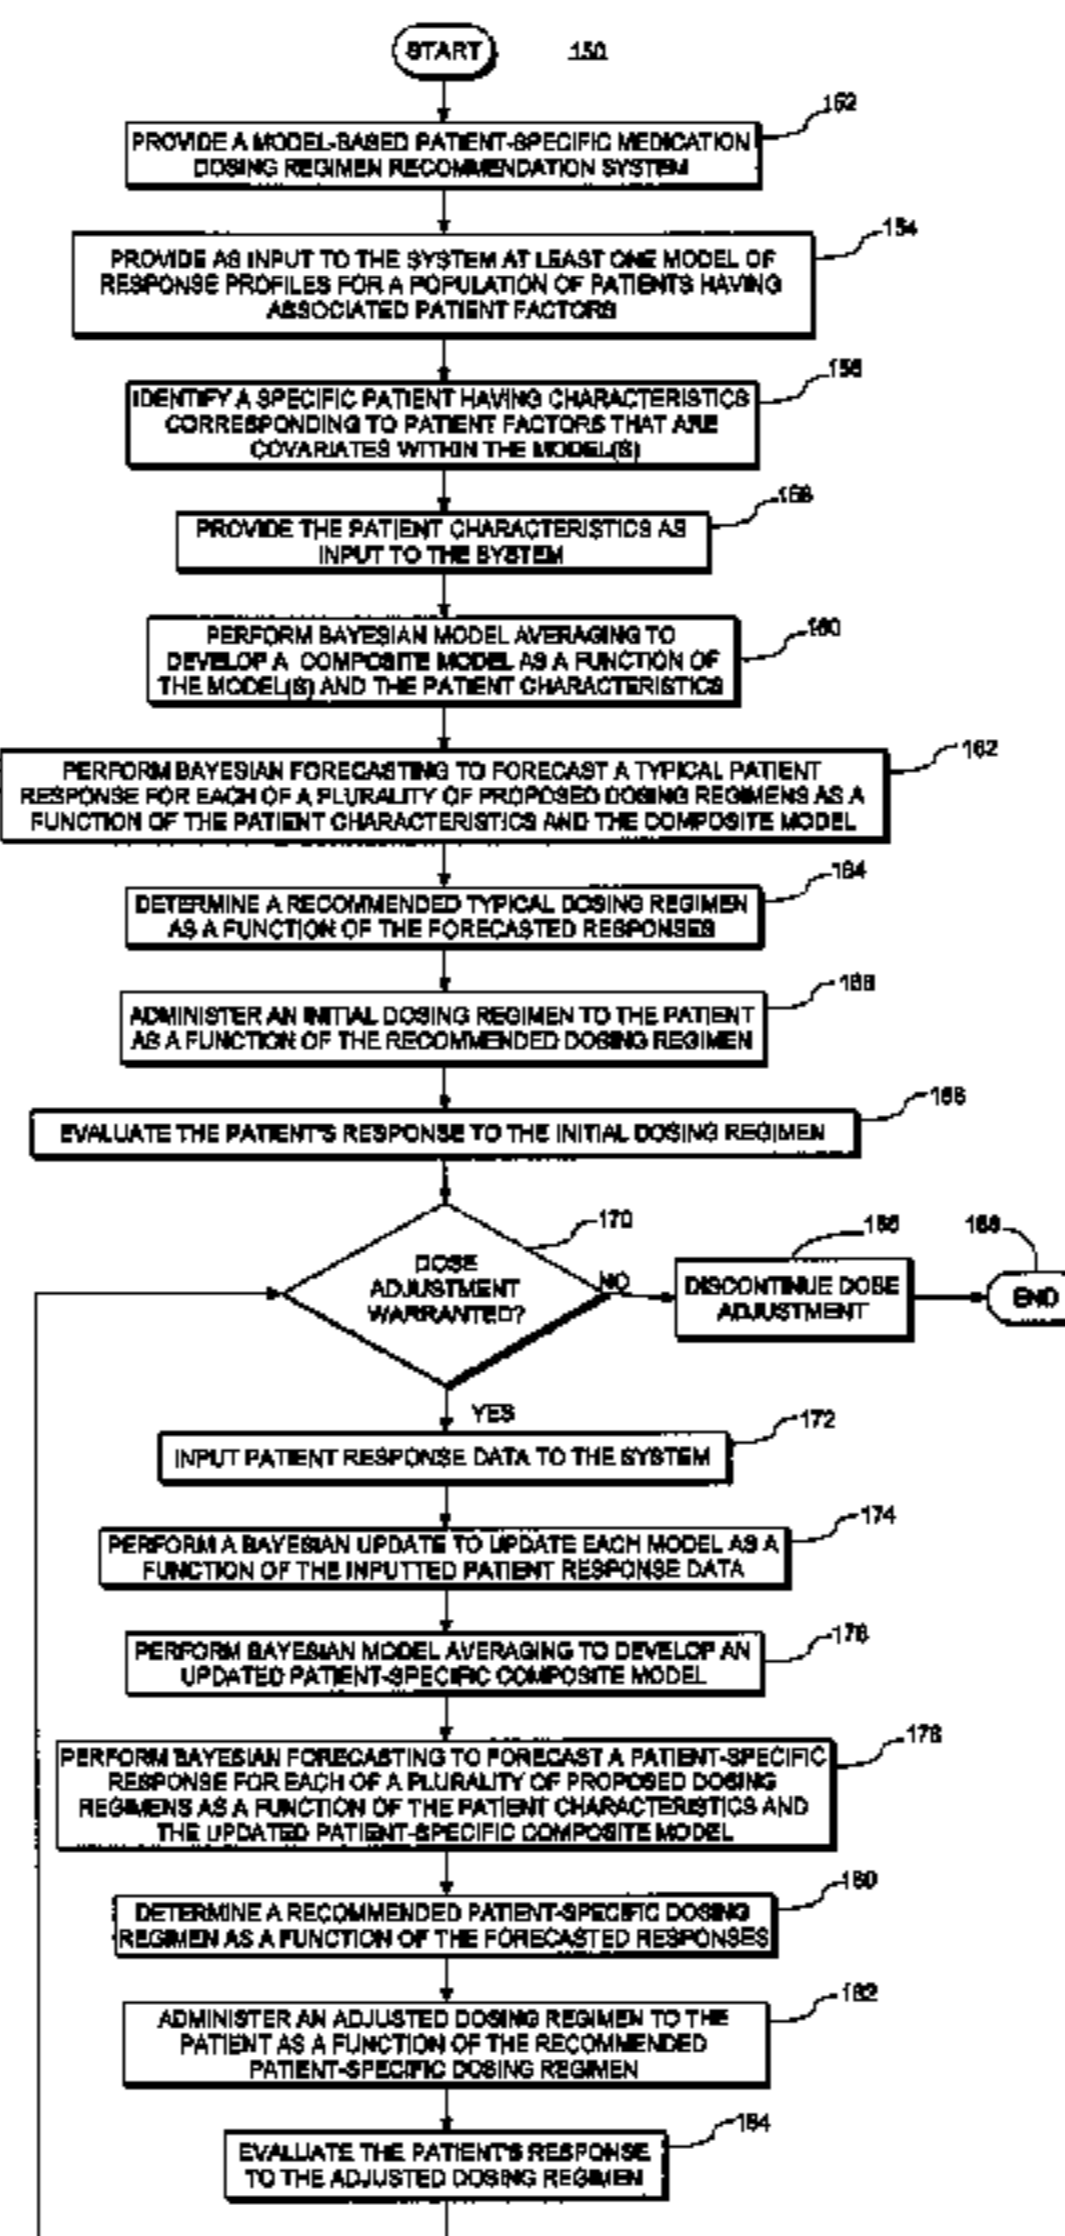 START
150
152
PROVIDE A MODEL-BASED PATIENT-SPECIFIC MEDICATION
DOSING REGIMEN RECOMMENDATION SYSTEM
154
PROVIDE AS INPUT TO THE SYSTEM AT LEAST ONE MODEL OF
RESPONSE PROFILES FOR A POPULATION OF PATIENTS HAVING
ASSOCIATED PATIENT FACTORS
156
IDENTIFY A SPECIFIC PATIENT HAVING CHARACTERISTICS
CORRESPONDING TO PATIENT FACTORS THAT ARE
COVARIATES WITHIN THE MODEL(S)
158
PROVIDE THE PATIENT CHARACTERISTICS AS
INPUT TO THE SYSTEM
160
PERFORM BAYESIAN MODEL AVERAGING TO
DEVELOP A COMPOSITE MODEL AS A FUNCTION OF
THE MODEL(S) AND THE PATIENT CHARACTERISTICS
162
PERFORM BAYESIAN FORECASTING TO FORECAST A TYPICAL PATIENT
RESPONSE FOR EACH OF A PLURALITY OF PROPOSED DOSING REGIMENS AS A
FUNCTION OF THE PATIENT CHARACTERISTICS AND THE COMPOSITE MODEL
164
DETERMINE A RECOMMENDED TYPICAL DOSING REGIMEN
AS A FUNCTION OF THE FORECASTED RESPONSES
166
ADMINISTER AN INITIAL DOSING REGIMEN TO THE PATIENT
AS A FUNCTION OF THE RECOMMENDED DOSING REGIMEN
168
EVALUATE THE PATIENT'S RESPONSE TO THE INITIAL DOSING REGIMEN
170
DOSE
ADJUSTMENT
WARRANTED?
NO
186
DISCONTINUE DOSE
ADJUSTMENT
188
END
YES
172
INPUT PATIENT RESPONSE DATA TO THE SYSTEM
174
PERFORM A BAYESIAN UPDATE TO UPDATE EACH MODEL AS A
FUNCTION OF THE INPUTTED PATIENT RESPONSE DATA
176
PERFORM BAYESIAN MODEL AVERAGING TO DEVELOP AN
UPDATED PATIENT-SPECIFIC COMPOSITE MODEL
178
PERFORM BAYESIAN FORECASTING TO FORECAST A PATIENT-SPECIFIC
RESPONSE FOR EACH OF A PLURALITY OF PROPOSED DOSING
REGIMENS AS A FUNCTION OF THE PATIENT CHARACTERISTICS AND
THE UPDATED PATIENT-SPECIFIC COMPOSITE MODEL
180
DETERMINE A RECOMMENDED PATIENT-SPECIFIC DOSING
REGIMEN AS A FUNCTION OF THE FORECASTED RESPONSES
182
ADMINISTER AN ADJUSTED DOSING REGIMEN TO THE
PATIENT AS A FUNCTION OF THE RECOMMENDED
PATIENT-SPECIFIC DOSING REGIMEN
184
EVALUATE THE PATIENT'S RESPONSE
TO THE ADJUSTED DOSING REGIMEN